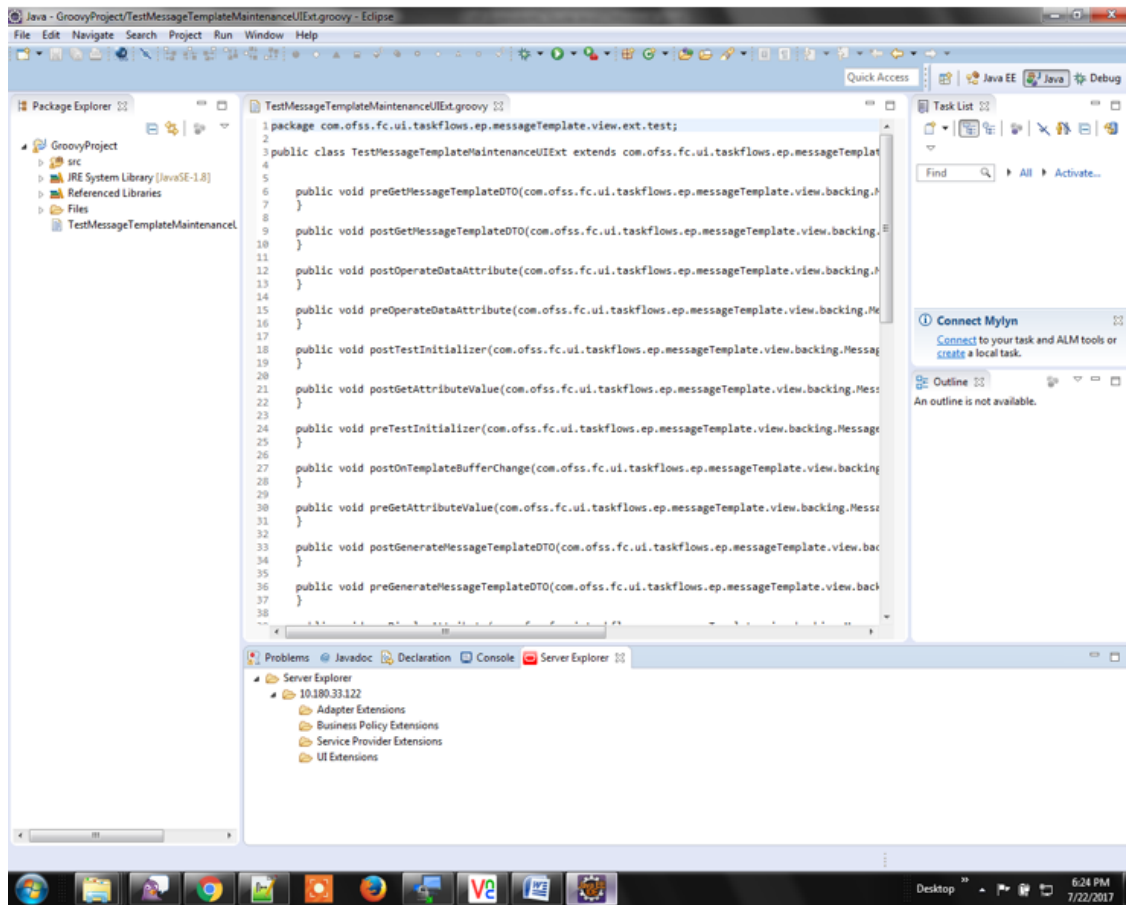 Java - GroovyProject/TestMessageTemplateMaintenanceUIExt.groovy - Eclipse
File Edit Navigate Search Project Run Window Help
Quick Access
Java EE
Java
Debug
Package Explorer
GroovyProject
src
JRE System Library [JavaSE-1.8]
Referenced Libraries
Files
TestMessageTemplateMaintenanceU
TestMessageTemplateMaintenanceUIExt.groovy
1 package com.ofss.fc.ui.taskflows.ep.messageTemplate.view.ext.test;
2
3 public class TestMessageTemplateMaintenanceUIExt extends com.ofss.fc.ui.taskflows.ep.messageTemplat
4
5
6 public void preGetMessageTemplateDTO(com.ofss.fc.ui.taskflows.ep.messageTemplate.view.backing.M
7 }
8
9 public void postGetMessageTemplateDTO(com.ofss.fc.ui.taskflows.ep.messageTemplate.view.backing.
10 }
11
12 public void postOperateDataAttribute(com.ofss.fc.ui.taskflows.ep.messageTemplate.view.backing.M
13 }
14
15 public void preOperateDataAttribute(com.ofss.fc.ui.taskflows.ep.messageTemplate.view.backing.Me
16 }
17
18 public void postTestInitializer(com.ofss.fc.ui.taskflows.ep.messageTemplate.view.backing.Messag
19 }
20
21 public void postGetAttributeValue(com.ofss.fc.ui.taskflows.ep.messageTemplate.view.backing.Mess
22 }
23
24 public void preTestInitializer(com.ofss.fc.ui.taskflows.ep.messageTemplate.view.backing.Message
25 }
26
27 public void postOnTemplateBufferChange(com.ofss.fc.ui.taskflows.ep.messageTemplate.view.backing
28 }
29
30 public void preGetAttributeValue(com.ofss.fc.ui.taskflows.ep.messageTemplate.view.backing.Messa
31 }
32
33 public void postGenerateMessageTemplateDTO(com.ofss.fc.ui.taskflows.ep.messageTemplate.view.bac
34 }
35
36 public void preGenerateMessageTemplateDTO(com.ofss.fc.ui.taskflows.ep.messageTemplate.view.back
37 }
38
Task List
Find All Activate...
Connect Mylyn
Connect to your task and ALM tools or
create a local task.
Outline
An outline is not available.
Problems Javadoc Declaration Console Server Explorer
Server Explorer
10.180.33.122
Adapter Extensions
Business Policy Extensions
Service Provider Extensions
UI Extensions
Desktop
6:24 PM
7/22/2017